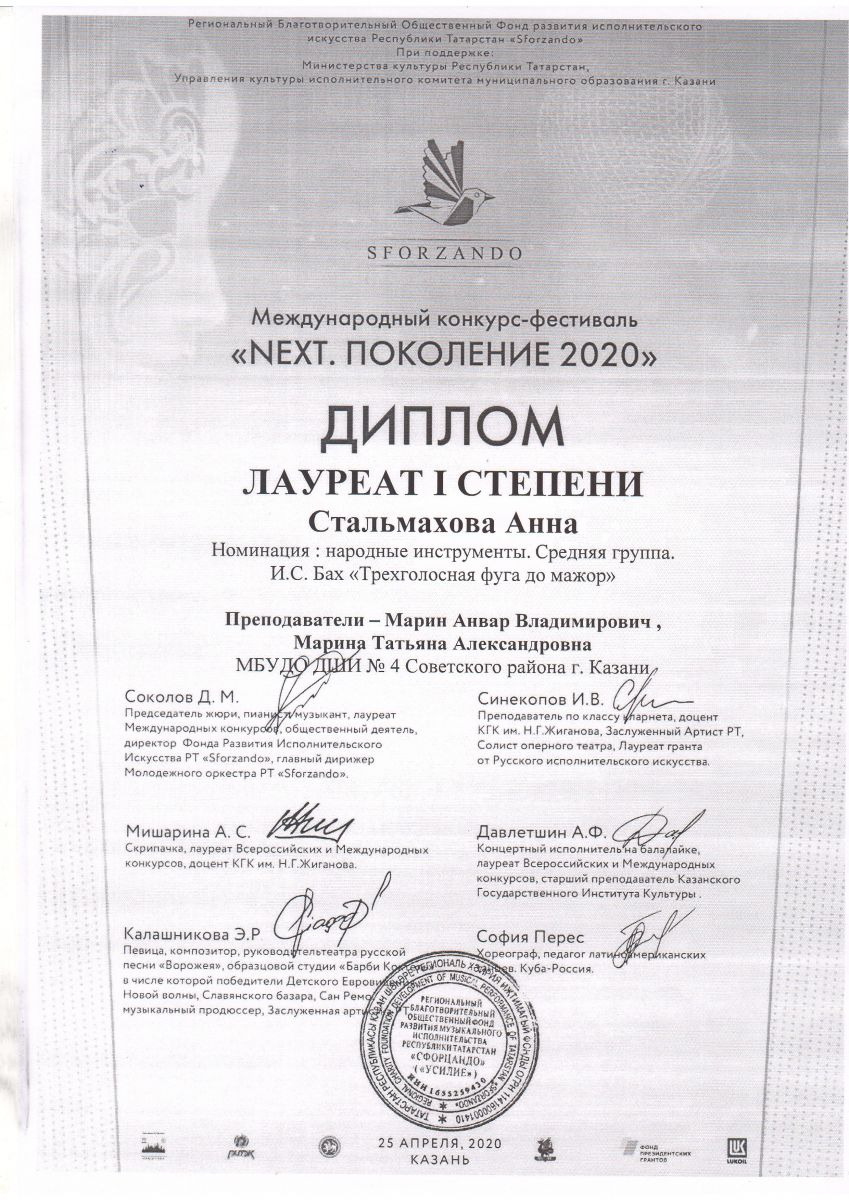 Региональный Благотворительный Общественный Фонд развития исполнительского
искусства Республики Татарстан «Sforzando»
При поддержке:
Министерства культуры Республики Татарстан,
Управления культуры исполнительного комитета муниципального образования г. Казани
SFORZANDO
Международный конкурс-фестиваль
«NEXT. ПОКОЛЕНИЕ 2020»
ДИПЛОМ
ЛАУРЕАТ I СТЕПЕНИ
Стальмахова Анна
Номинация : народные инструменты. Средняя группа.
И.С. Бах «Трехголосная фуга до мажор»
Преподаватели – Марин Анвар Владимирович ,
Марина Татьяна Александровна
МБУДО ДШИ № 4 Советского района г. Казани
Соколов Д. М.
Председатель жюри, пианист музыкант, лауреат
Международных конкурсов, общественный деятель,
директор Фонда Развития Исполнительского
Искусства РТ «Sforzando», главный дирижер
Молодежного оркестра РТ «Sforzando».
Синекопов И.В.
Преподаватель по классу кларнета, доцент
КГК им. Н.Г.Жиганова, Заслуженный Артист РТ,
Солист оперного театра, Лауреат гранта
от Русского исполнительского искусства.
Мишарина А. С.
Скрипачка, лауреат Всероссийских и Международных
конкурсов, доцент КГК им. Н.Г.Жиганова.
Давлетшин А.Ф.
Концертный исполнитель на балалайке,
лауреат Всероссийских и Международных
конкурсов, старший преподаватель Казанского
Государственного Института Культуры .
Калашникова Э.Р
Певица, композитор, руководительтеатра русской
песни «Ворожея», образцовой студии «Барби
в числе которой победители Детского
Новой волны, Славянского базара, Сан Ремо,
музыкальный продюссер, Заслуженная
София Перес
Хореограф, педагог латиноамериканских
танцев. Куба-Россия.
РЕГИОНАЛЬНЫЙ
БЛАГОТВОРИТЕЛЬНЫЙ
ОБЩЕСТВЕННЫЙ ФОНД
РАЗВИТИЯ МУЗЫКАЛЬНОГО
ИСПОЛНИТЕЛЬСТВА
РЕСПУБЛИКИ ТАТАРСТАН
«СФОРЦАНДО»
(«УСИЛИЕ»)
ИНН 1655259430
25 АПРЕЛЯ, 2020
КАЗАНЬ
ФОНД
ПРЕЗИДЕНТСКИХ
ГРАНТОВ
LUKOIL